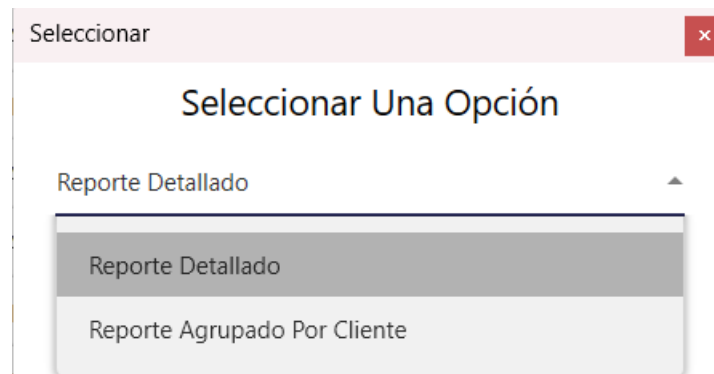 Seleccionar
Seleccionar Una Opción
Reporte Detallado
Reporte Detallado
Reporte Agrupado Por Cliente